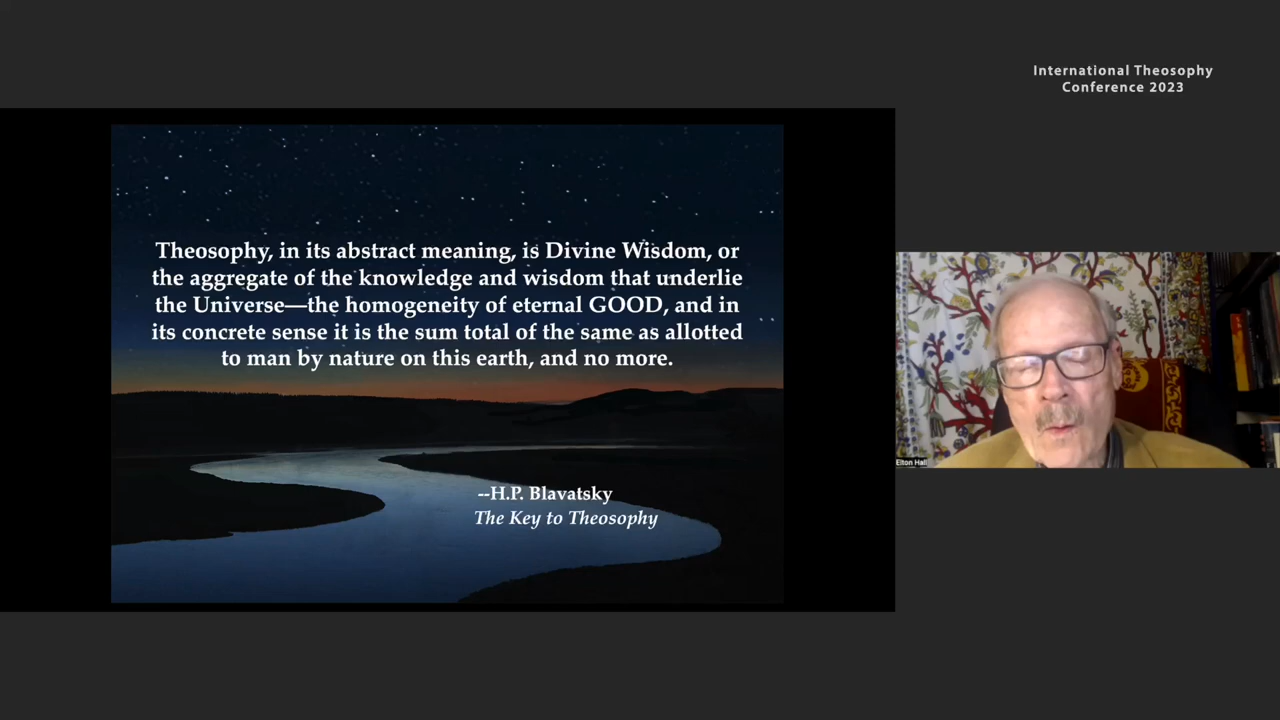 International Theosophy
Conference 2023
Theosophy, in its abstract meaning, is Divine Wisdom, or
the aggregate of the knowledge and wisdom that underlie
the Universe—the homogeneity of eternal GOOD, and in
its concrete sense it is the sum total of the same as allotted
to man by nature on this earth, and no more.
--H.P. Blavatsky
The Key to Theosophy
Elton Hall